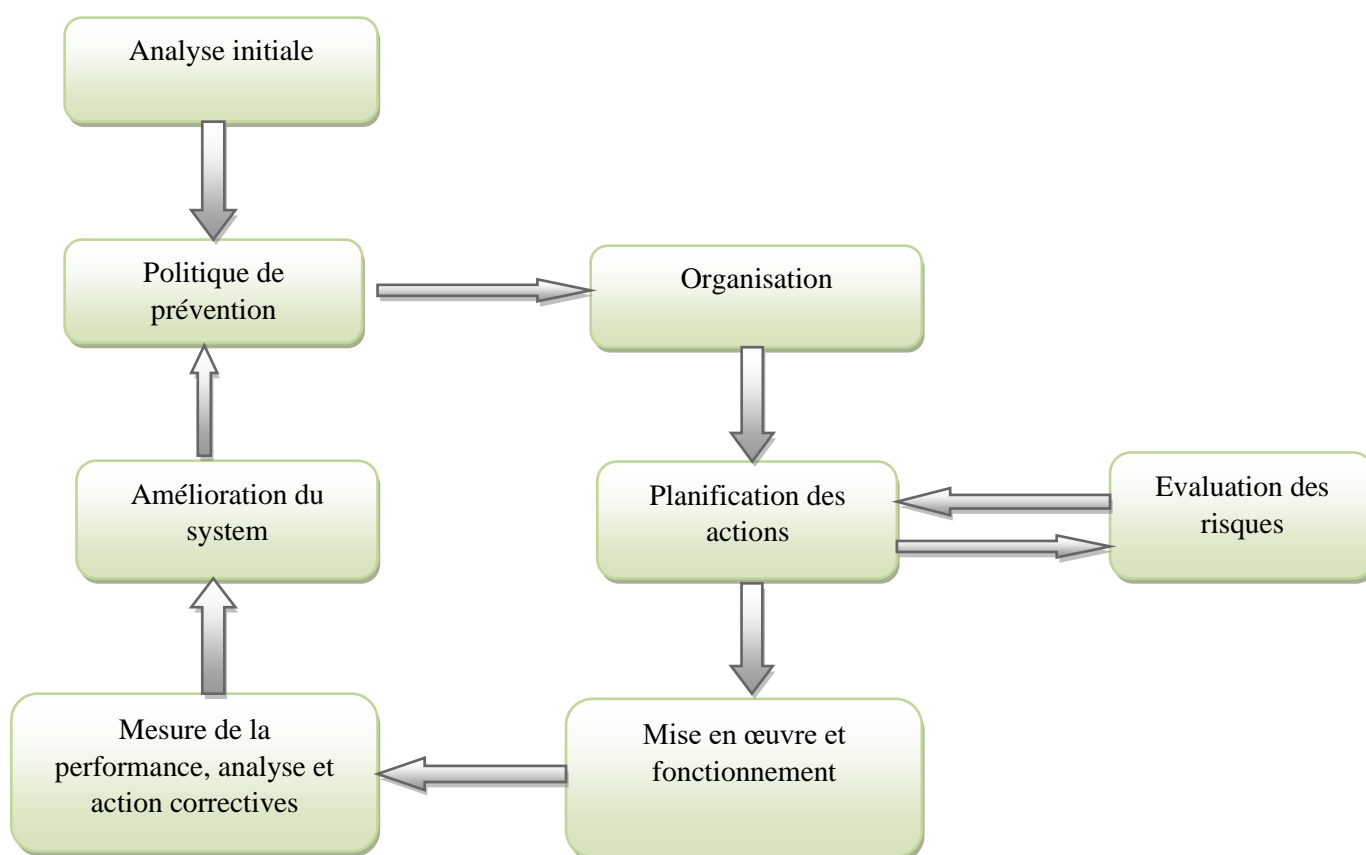 Analyse initiale
Politique de
prévention
Organisation
Amélioration du
system
Planification des
actions
Evaluation des
risques
Mesure de la
performance, analyse et
action correctives
Mise en œuvre et
fonctionnement